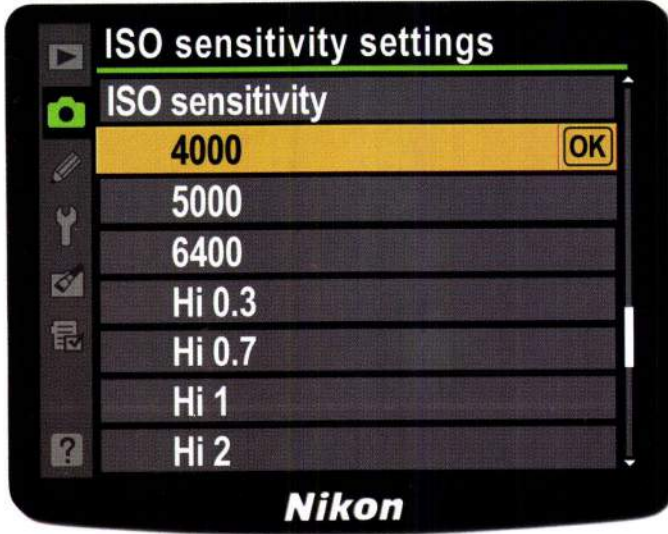 ISO sensitivity settings
ISO sensitivity
4000 OK
5000
6400
Hi 0.3
Hi 0.7
Hi 1
Hi 2
?
Nikon